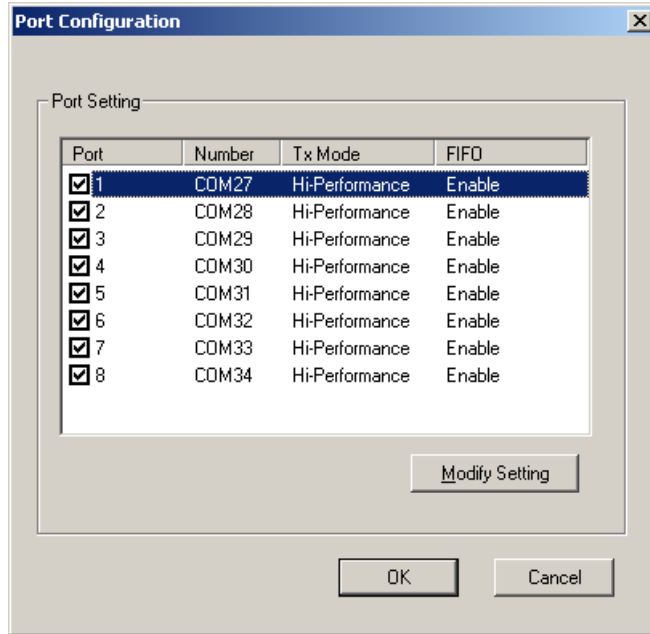 Port Configuration
Port Setting
Port Number Tx Mode FIFO
1 COM27 Hi-Performance Enable
2 COM28 Hi-Performance Enable
3 COM29 Hi-Performance Enable
4 COM30 Hi-Performance Enable
5 COM31 Hi-Performance Enable
6 COM32 Hi-Performance Enable
7 COM33 Hi-Performance Enable
8 COM34 Hi-Performance Enable
Modify Setting
OK Cancel